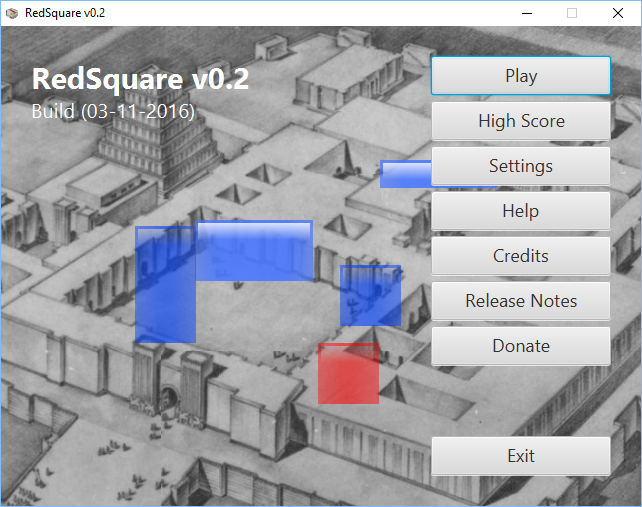 RedSquare v0.2
RedSquare v0.2
Build (03-11-2016)
Play
High Score
Settings
Help
Credits
Release Notes
Donate
Exit